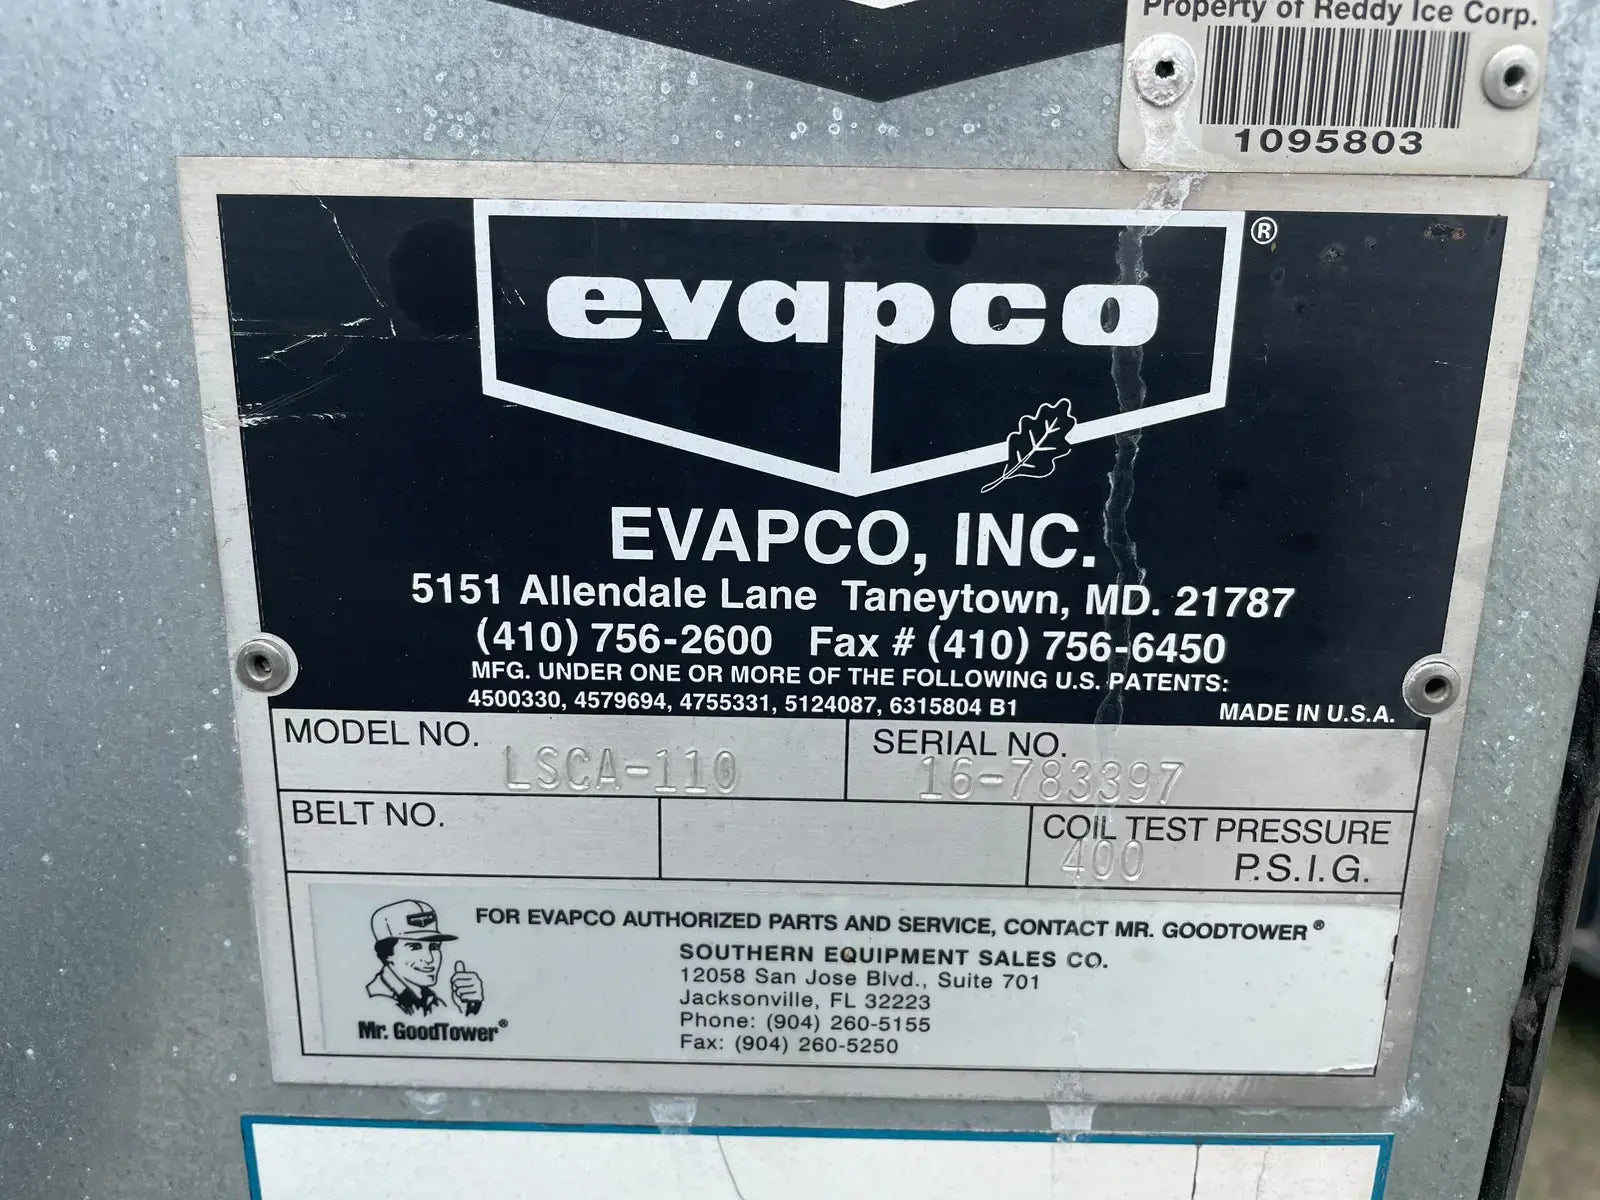 Property of Reddy Ice Corp.
1095803
evapco®
EVAPCO, INC.
5151 Allendale Lane Taneytown, MD. 21787
(410) 756-2600 Fax # (410) 756-6450
MFG. UNDER ONE OR MORE OF THE FOLLOWING U.S. PATENTS:
4500330, 4579694, 4755331, 5124087, 6315804 B1
MADE IN U.S.A.
MODEL NO. LSCA-110
SERIAL NO. 16-783397
BELT NO.
COIL TEST PRESSURE
400 P.S.I.G.
FOR EVAPCO AUTHORIZED PARTS AND SERVICE, CONTACT MR. GOODTOWER®
SOUTHERN EQUIPMENT SALES CO.
12058 San Jose Blvd., Suite 701
Jacksonville, FL 32223
Phone: (904) 260-5155
Fax: (904) 260-5250
Mr. GoodTower®